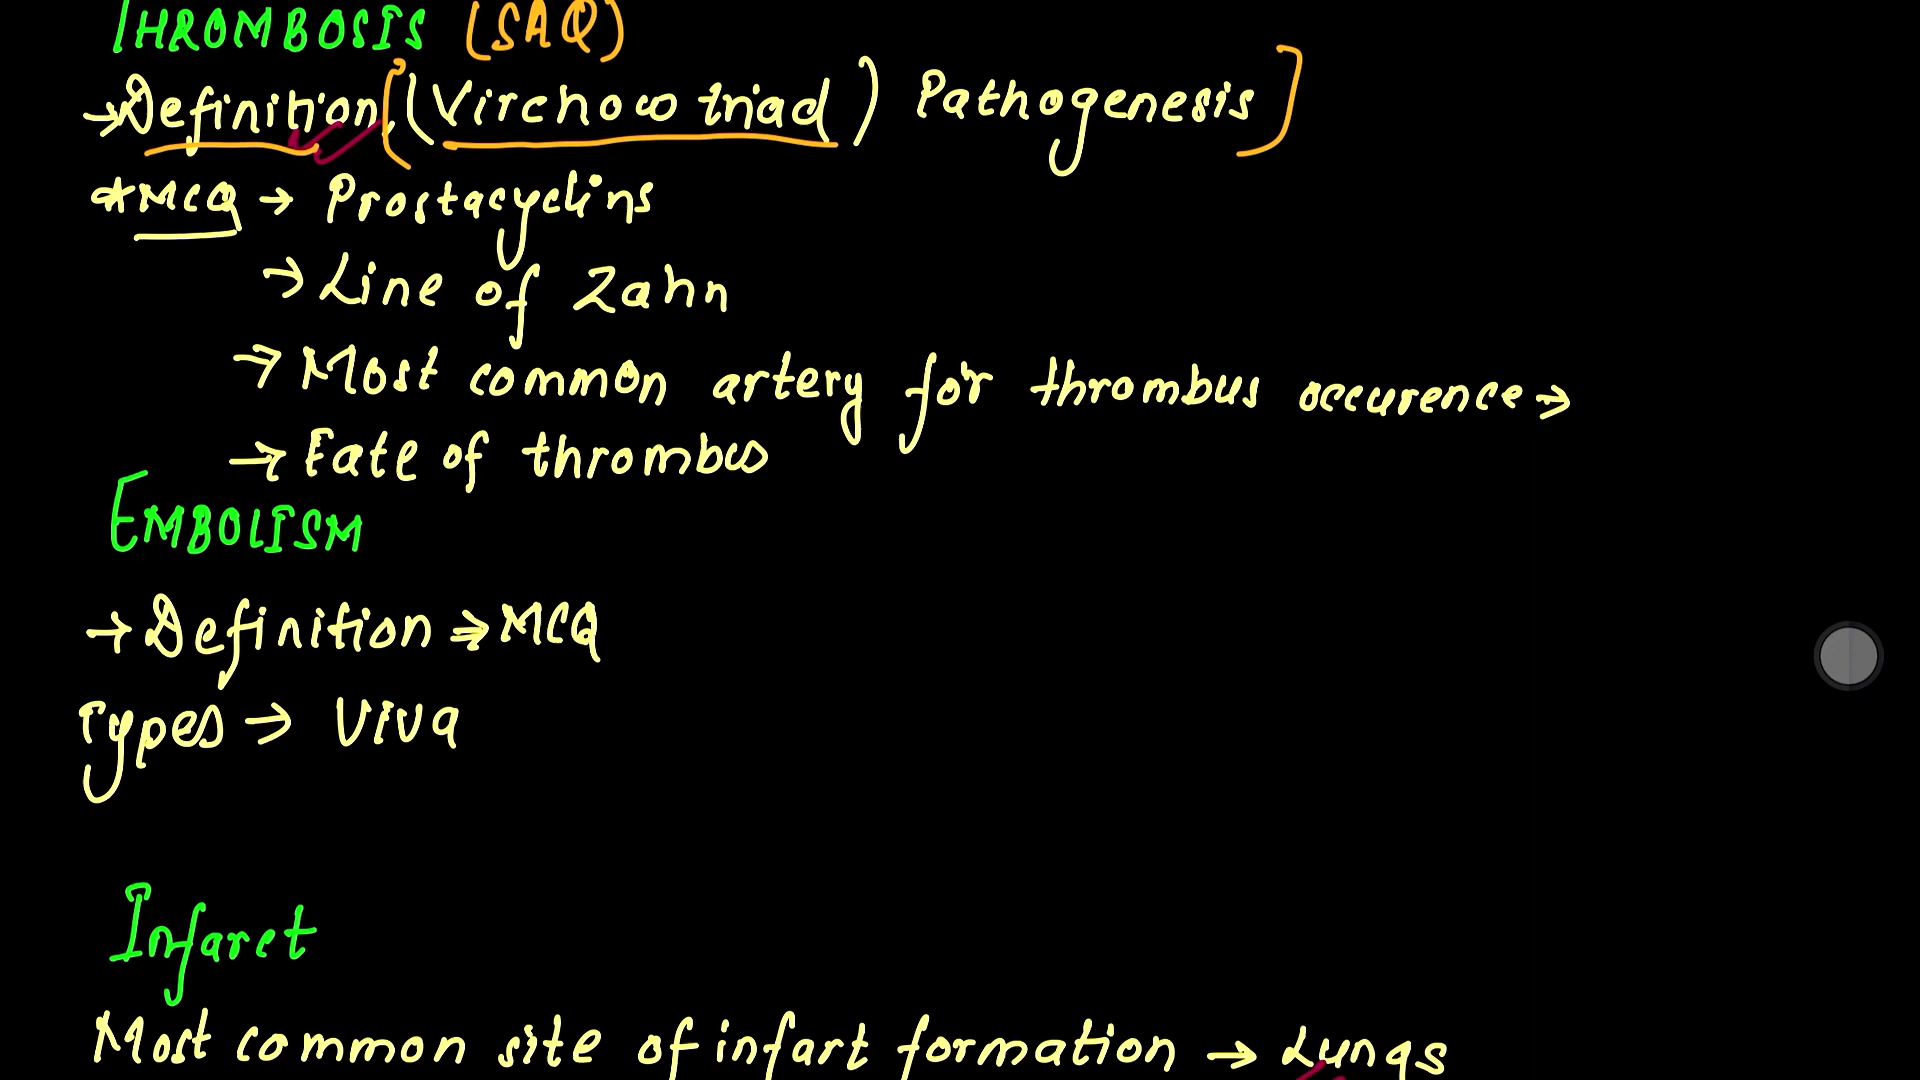 THROMBOSIS (SAQ)
→Definition, [(Virchow triad) Pathogenesis]
*MCQ → Prostacyclins
→ Line of Zahn
→ Most common artery for thrombus occurence →
→ Fate of thrombus
EMBOLISM
→ Definition ⇒ MCQ
Types → Viva
Infarct
Most common site of infart formation → Lungs